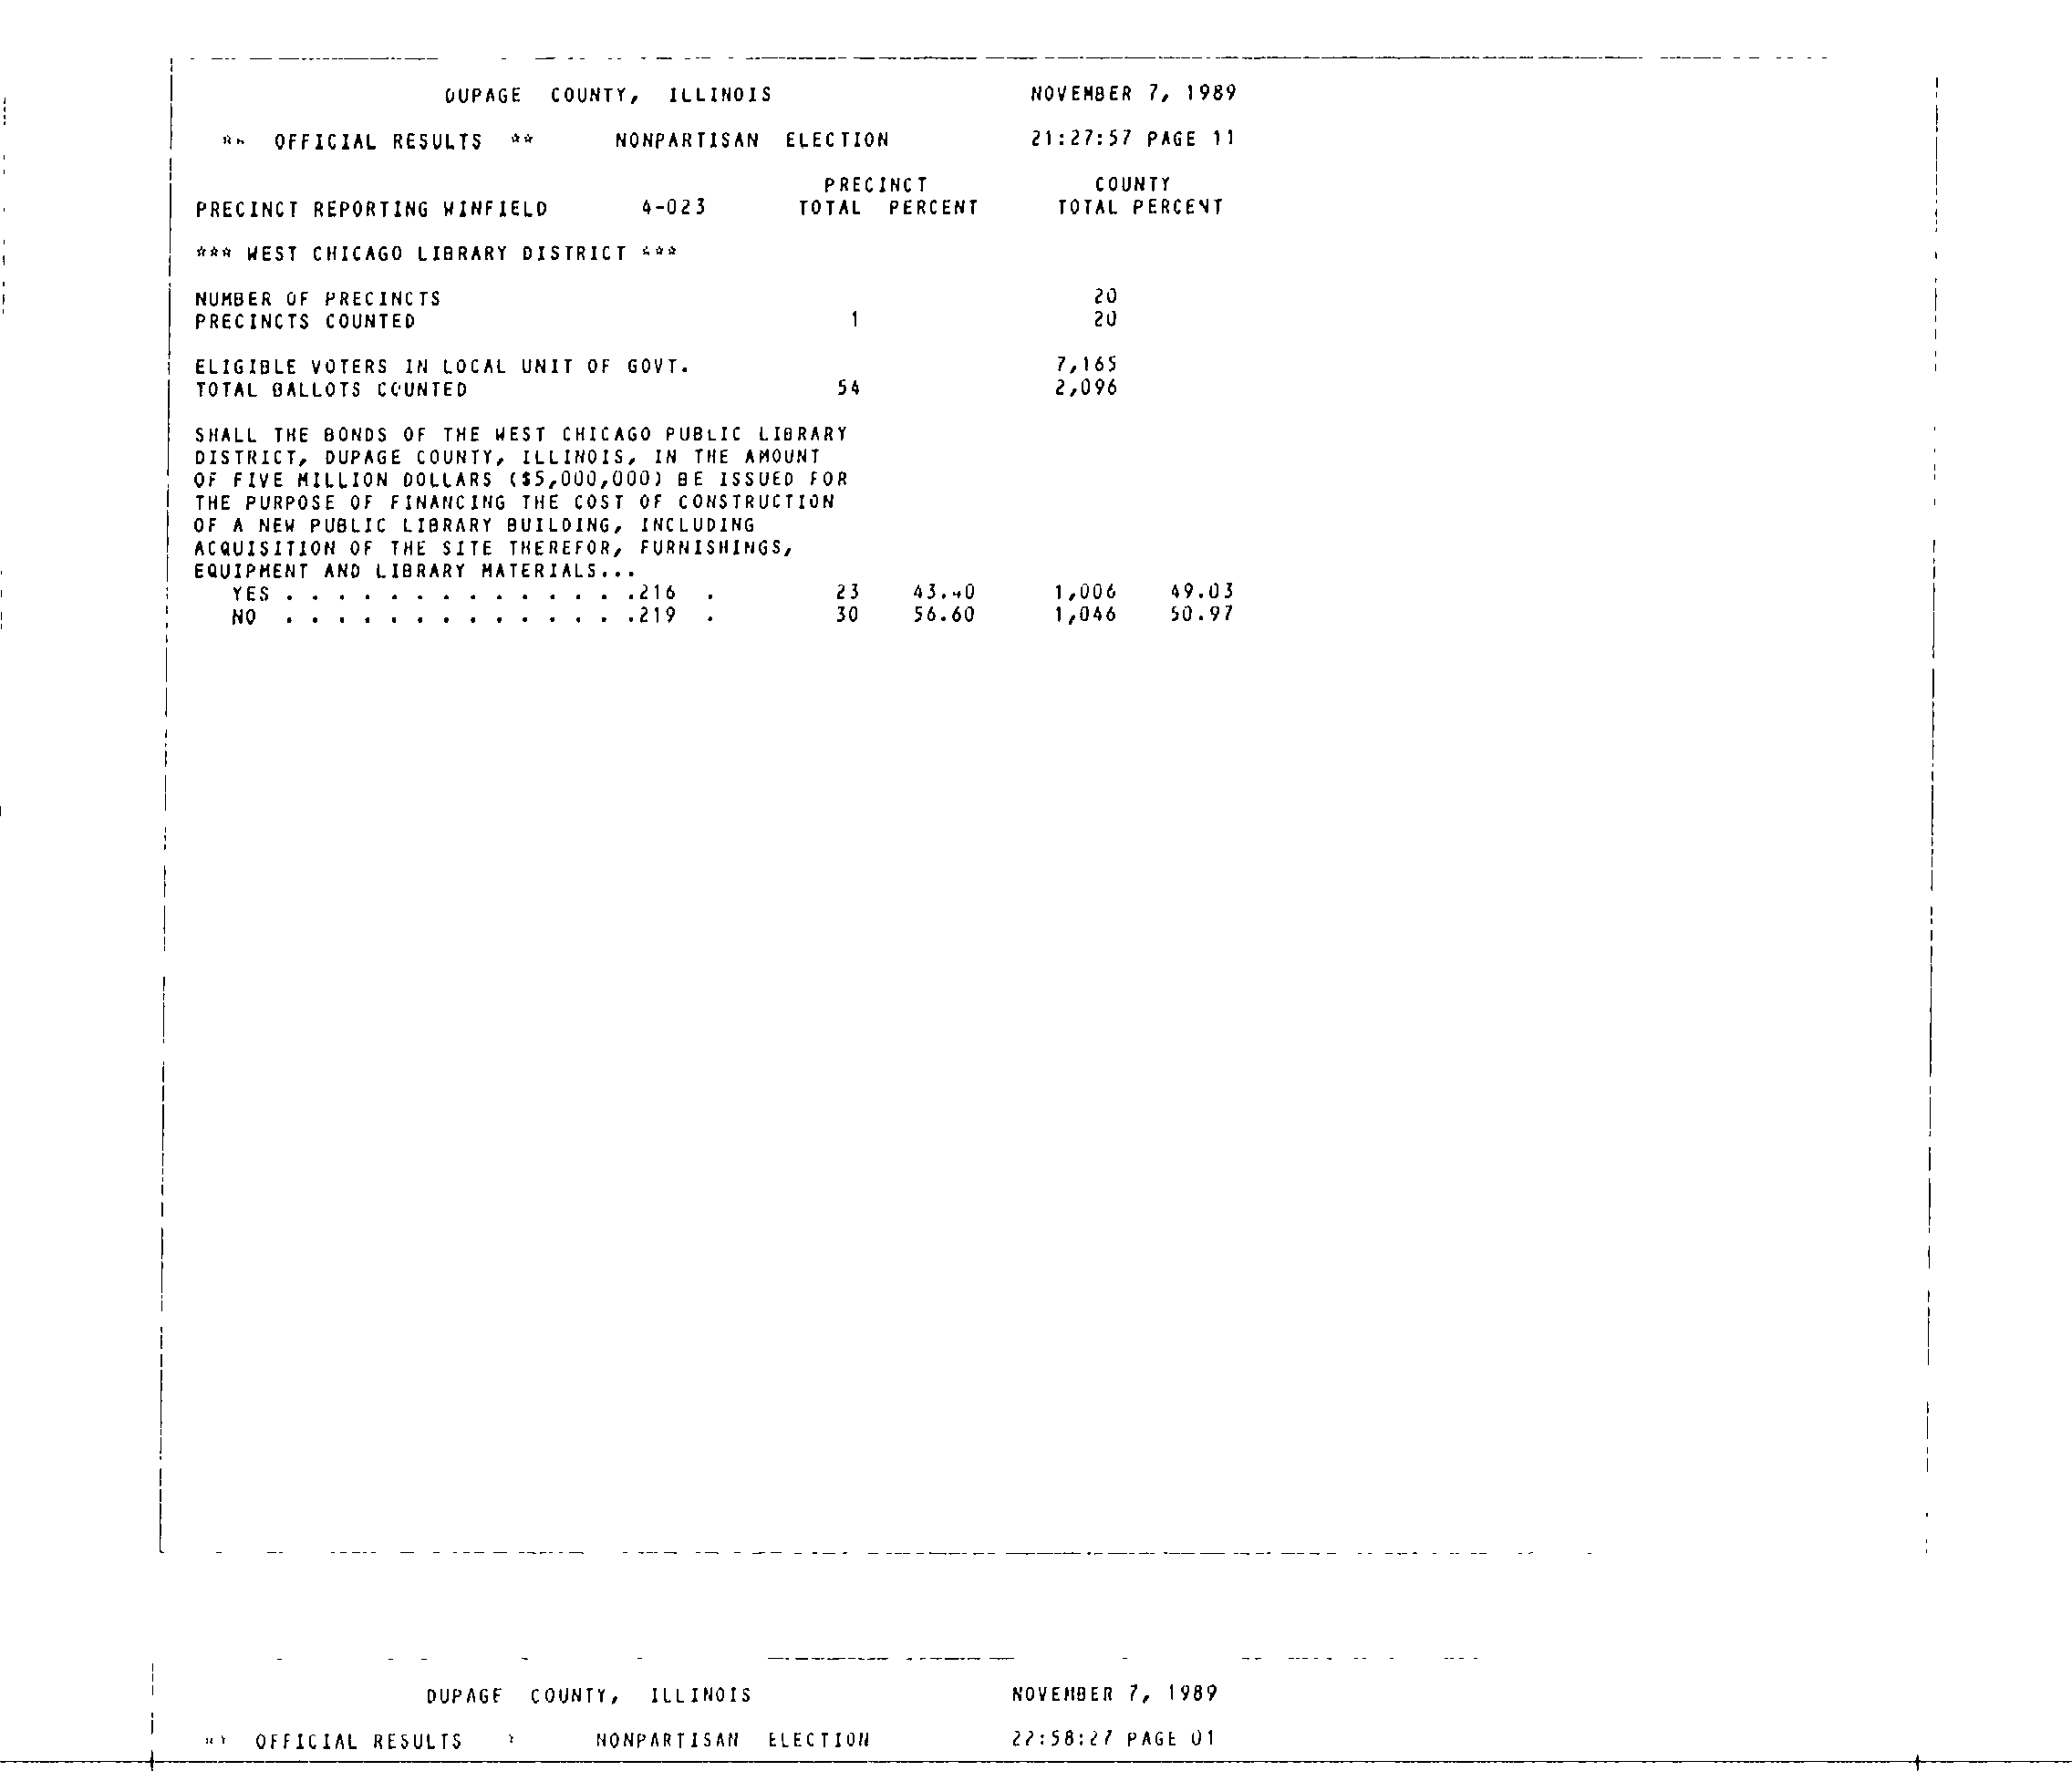 DUPAGE COUNTY, ILLINOIS NOVEMBER 7, 1989
** OFFICIAL RESULTS ** NONPARTISAN ELECTION 21:27:57 PAGE 11
PRECINCT COUNTY
PRECINCT REPORTING WINFIELD 4-023 TOTAL PERCENT TOTAL PERCENT
*** WEST CHICAGO LIBRARY DISTRICT ***
NUMBER OF PRECINCTS 20
PRECINCTS COUNTED 1 20
ELIGIBLE VOTERS IN LOCAL UNIT OF GOVT. 7,165
TOTAL BALLOTS COUNTED 54 2,096
SHALL THE BONDS OF THE WEST CHICAGO PUBLIC LIBRARY
DISTRICT, DUPAGE COUNTY, ILLINOIS, IN THE AMOUNT
OF FIVE MILLION DOLLARS ($5,000,000) BE ISSUED FOR
THE PURPOSE OF FINANCING THE COST OF CONSTRUCTION
OF A NEW PUBLIC LIBRARY BUILDING, INCLUDING
ACQUISITION OF THE SITE THEREFOR, FURNISHINGS,
EQUIPMENT AND LIBRARY MATERIALS...
YES . . . . . . . . . . . . . .216 . 23 43.40 1,006 49.03
NO . . . . . . . . . . . . . .219 . 30 56.60 1,046 50.97
DUPAGE COUNTY, ILLINOIS NOVEMBER 7, 1989
OFFICIAL RESULTS NONPARTISAN ELECTION 22:58:27 PAGE 01